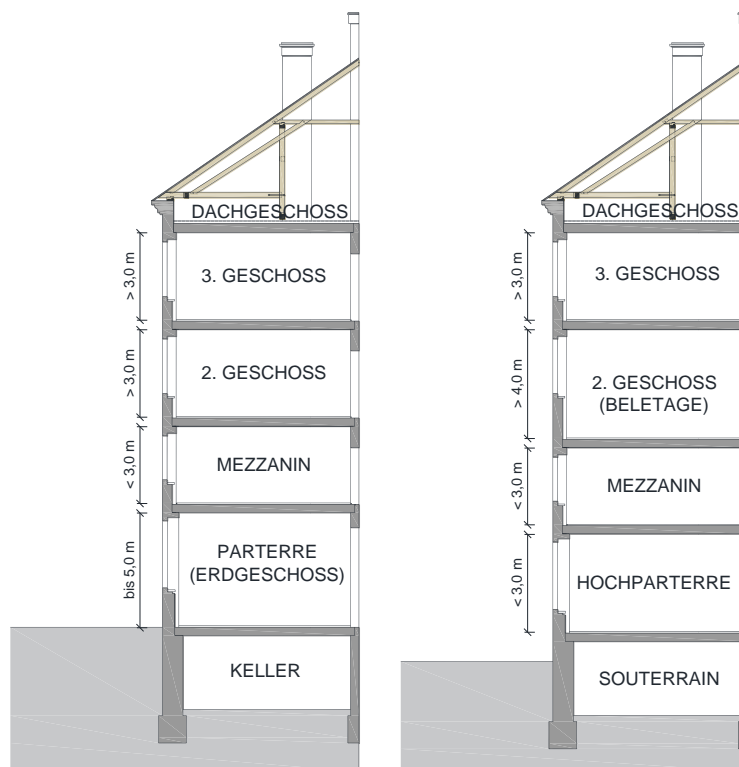 DACHGESCHOSS
> 3,0 m
3. GESCHOSS
> 3,0 m
2. GESCHOSS
< 3,0 m
MEZZANIN
bis 5,0 m
PARTERRE
(ERDGESCHOSS)
KELLER
DACHGESCHOSS
> 3,0 m
3. GESCHOSS
> 4,0 m
2. GESCHOSS
(BELETAGE)
< 3,0 m
MEZZANIN
< 3,0 m
HOCHPARTERRE
SOUTERRAIN